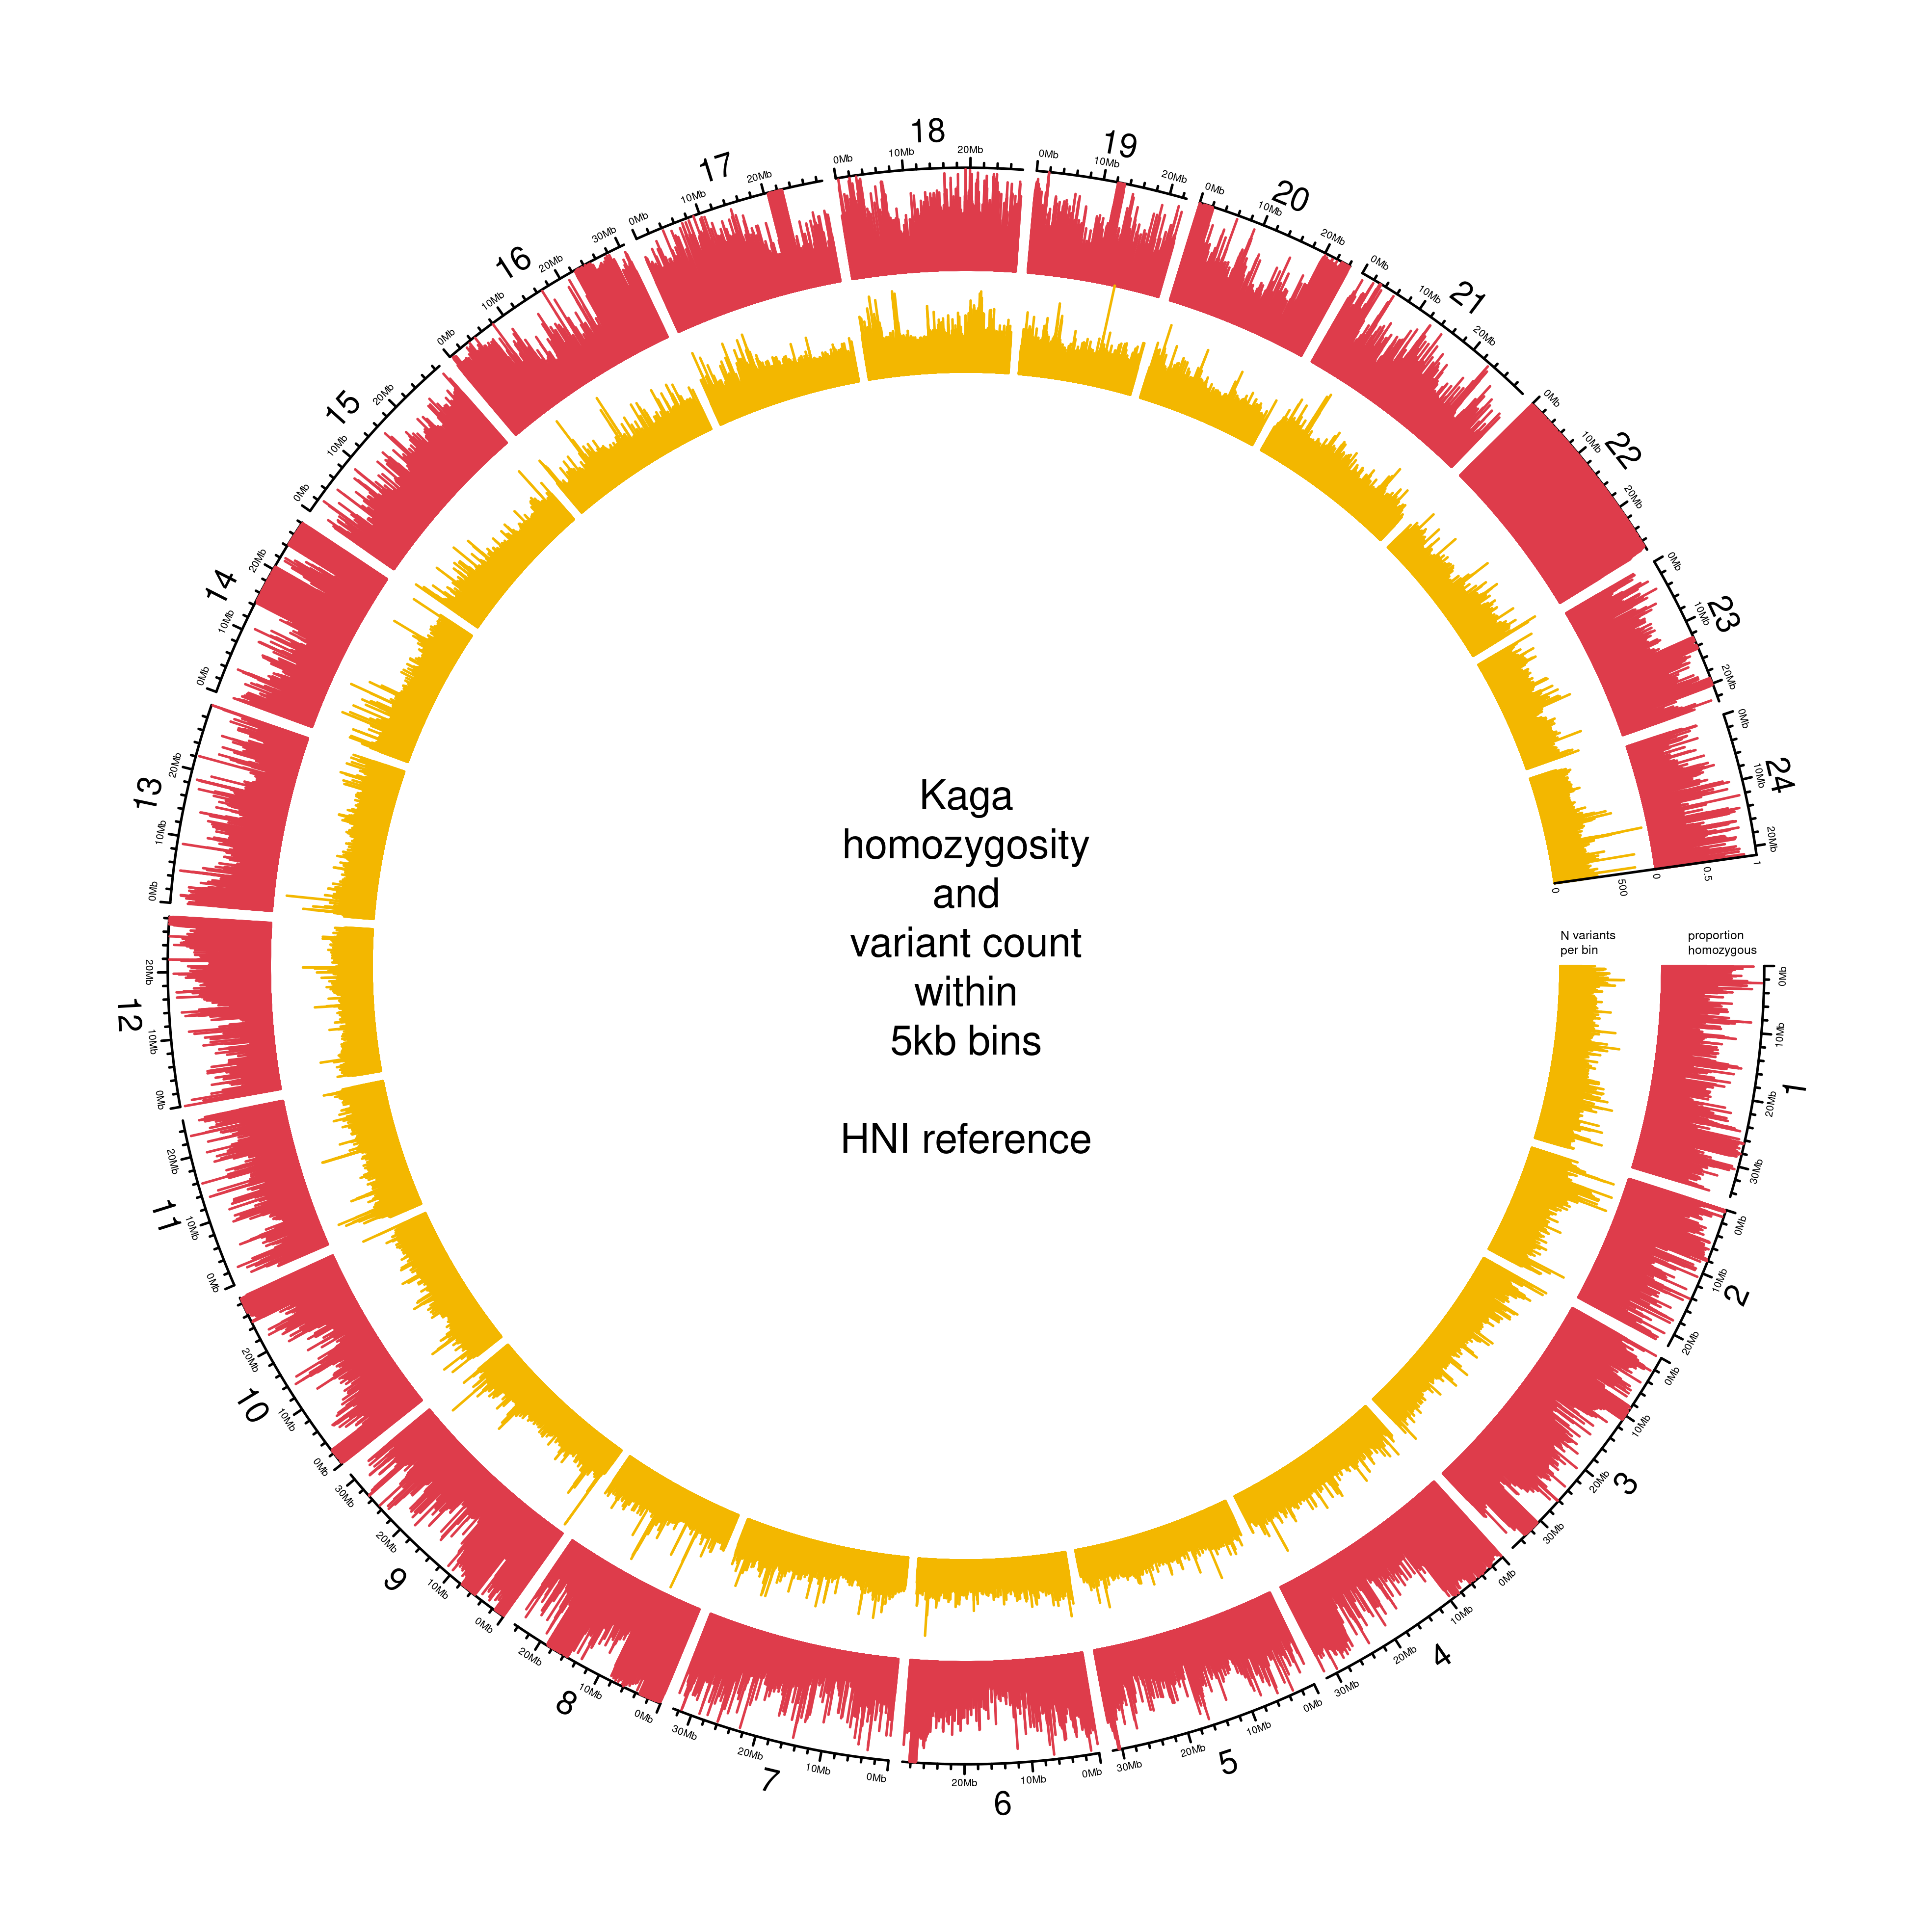 Kaga
homozygosity
and
variant count
within
5kb bins
HNI reference
N variants
per bin
proportion
homozygous
0
500
0
0.5
1
1
0Mb
10Mb
20Mb
30Mb
2
0Mb
10Mb
20Mb
3
0Mb
10Mb
20Mb
30Mb
4
0Mb
10Mb
20Mb
30Mb
5
0Mb
10Mb
20Mb
30Mb
6
0Mb
10Mb
20Mb
7
0Mb
10Mb
20Mb
30Mb
8
0Mb
10Mb
20Mb
9
0Mb
10Mb
20Mb
30Mb
10
0Mb
10Mb
20Mb
11
0Mb
10Mb
20Mb
12
0Mb
10Mb
20Mb
13
0Mb
10Mb
20Mb
14
0Mb
10Mb
20Mb
15
0Mb
10Mb
20Mb
16
0Mb
10Mb
20Mb
30Mb
17
0Mb
10Mb
20Mb
18
0Mb
10Mb
20Mb
19
0Mb
10Mb
20Mb
20
0Mb
10Mb
20Mb
21
0Mb
10Mb
20Mb
22
0Mb
10Mb
20Mb
23
0Mb
10Mb
20Mb
24
0Mb
10Mb
20Mb